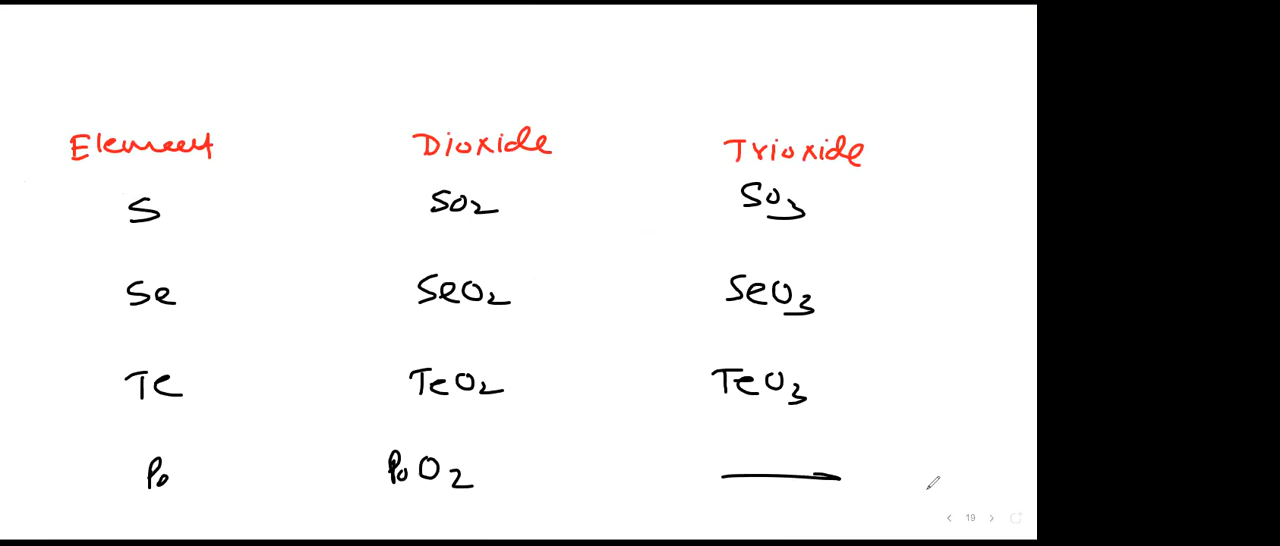 Element Dioxide Trioxide
S SO2 SO3
Se SeO2 SeO3
Te TeO2 TeO3
Po PoO2
19